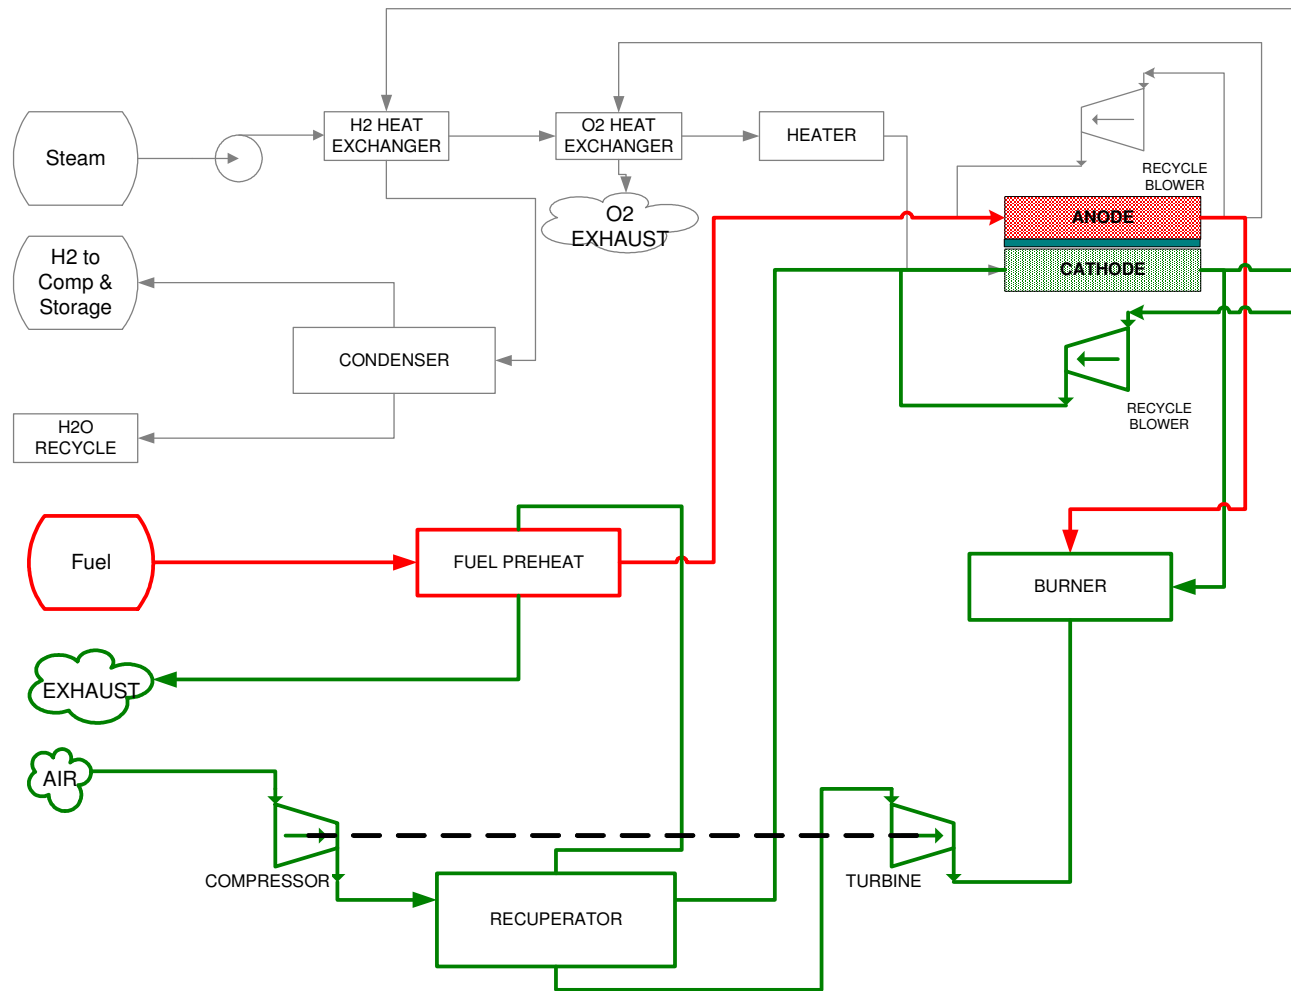 Steam
H2 HEAT
EXCHANGER
O2 HEAT
EXCHANGER
HEATER
RECYCLE
BLOWER
O2
EXHAUST
ANODE
CATHODE
H2 to
Comp &
Storage
CONDENSER
RECYCLE
BLOWER
H2O
RECYCLE
Fuel
FUEL PREHEAT
BURNER
EXHAUST
AIR
COMPRESSOR
TURBINE
RECUPERATOR